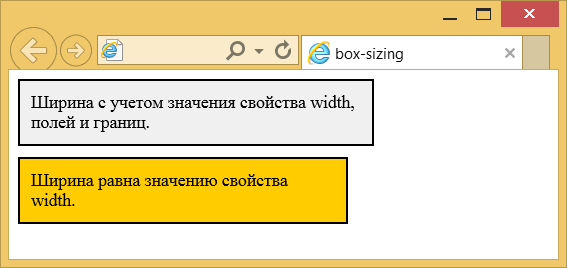 box-sizing
Ширина с учетом значения свойства width,
полей и границ.
Ширина равна значению свойства
width.